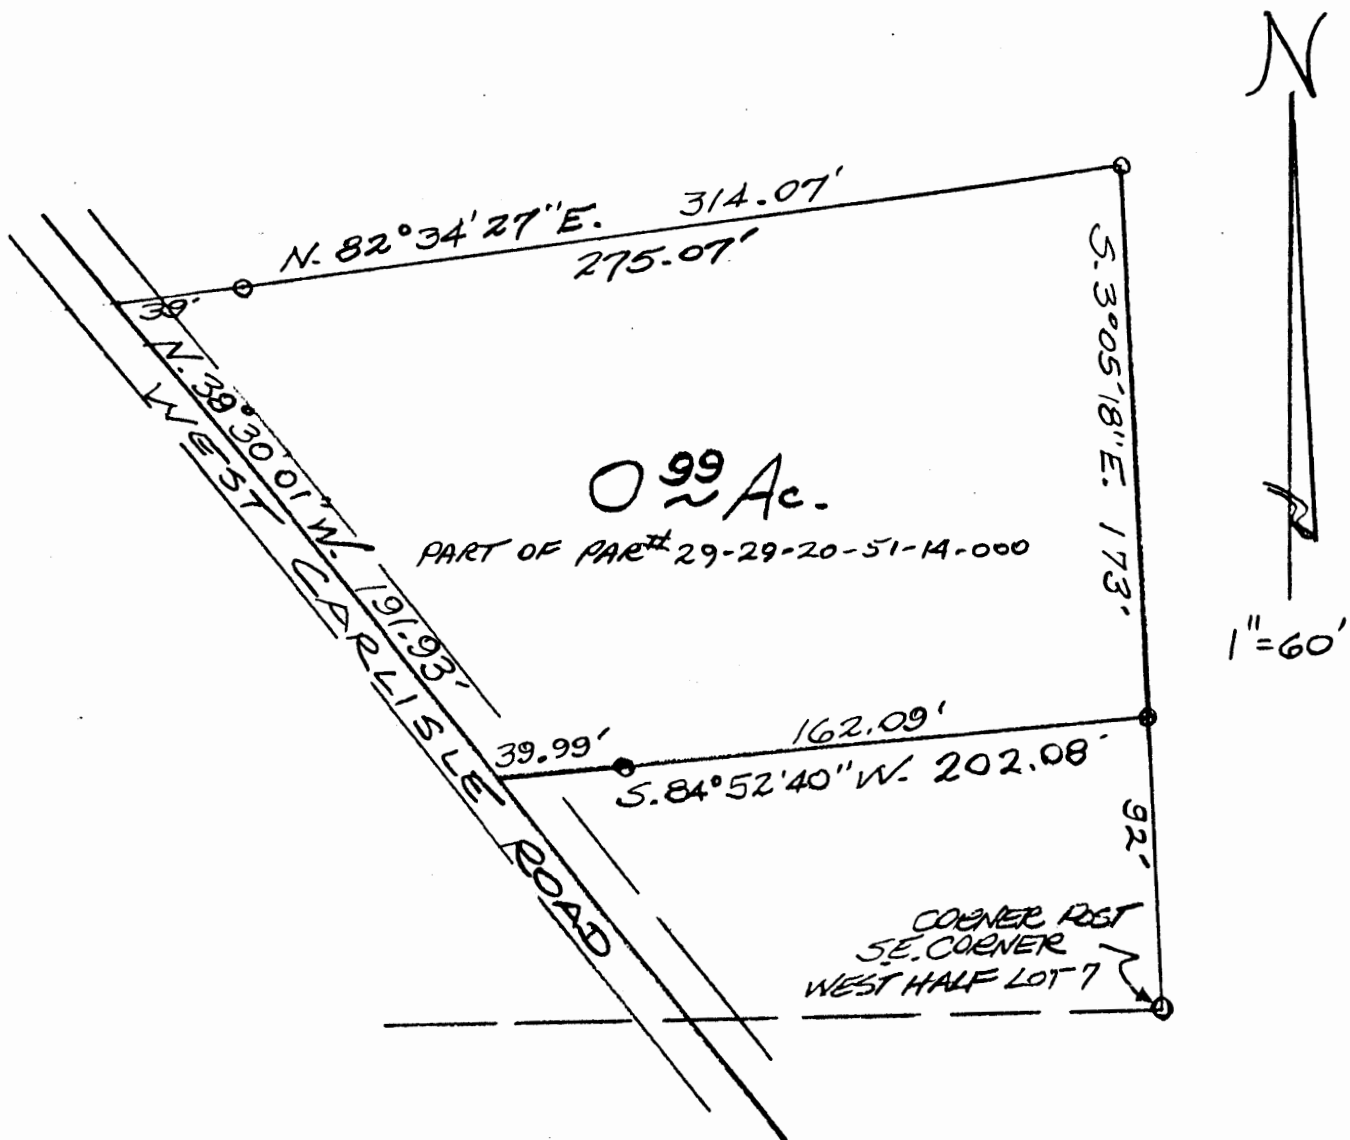 N
N. 82°34'27"E. 314.07'
275.07'
39'
S. 3°05'18"E. 173'
N. 38°30'01"W. 191.93'
WEST CARLISLE ROAD
0 99 Ac.
PART OF PAR# 29-29-20-51-14-000
1"=60'
39.99' 162.09'
S. 84°52'40"W. 202.08'
92'
CORNER POST
S.E. CORNER
WEST HALF LOT 7